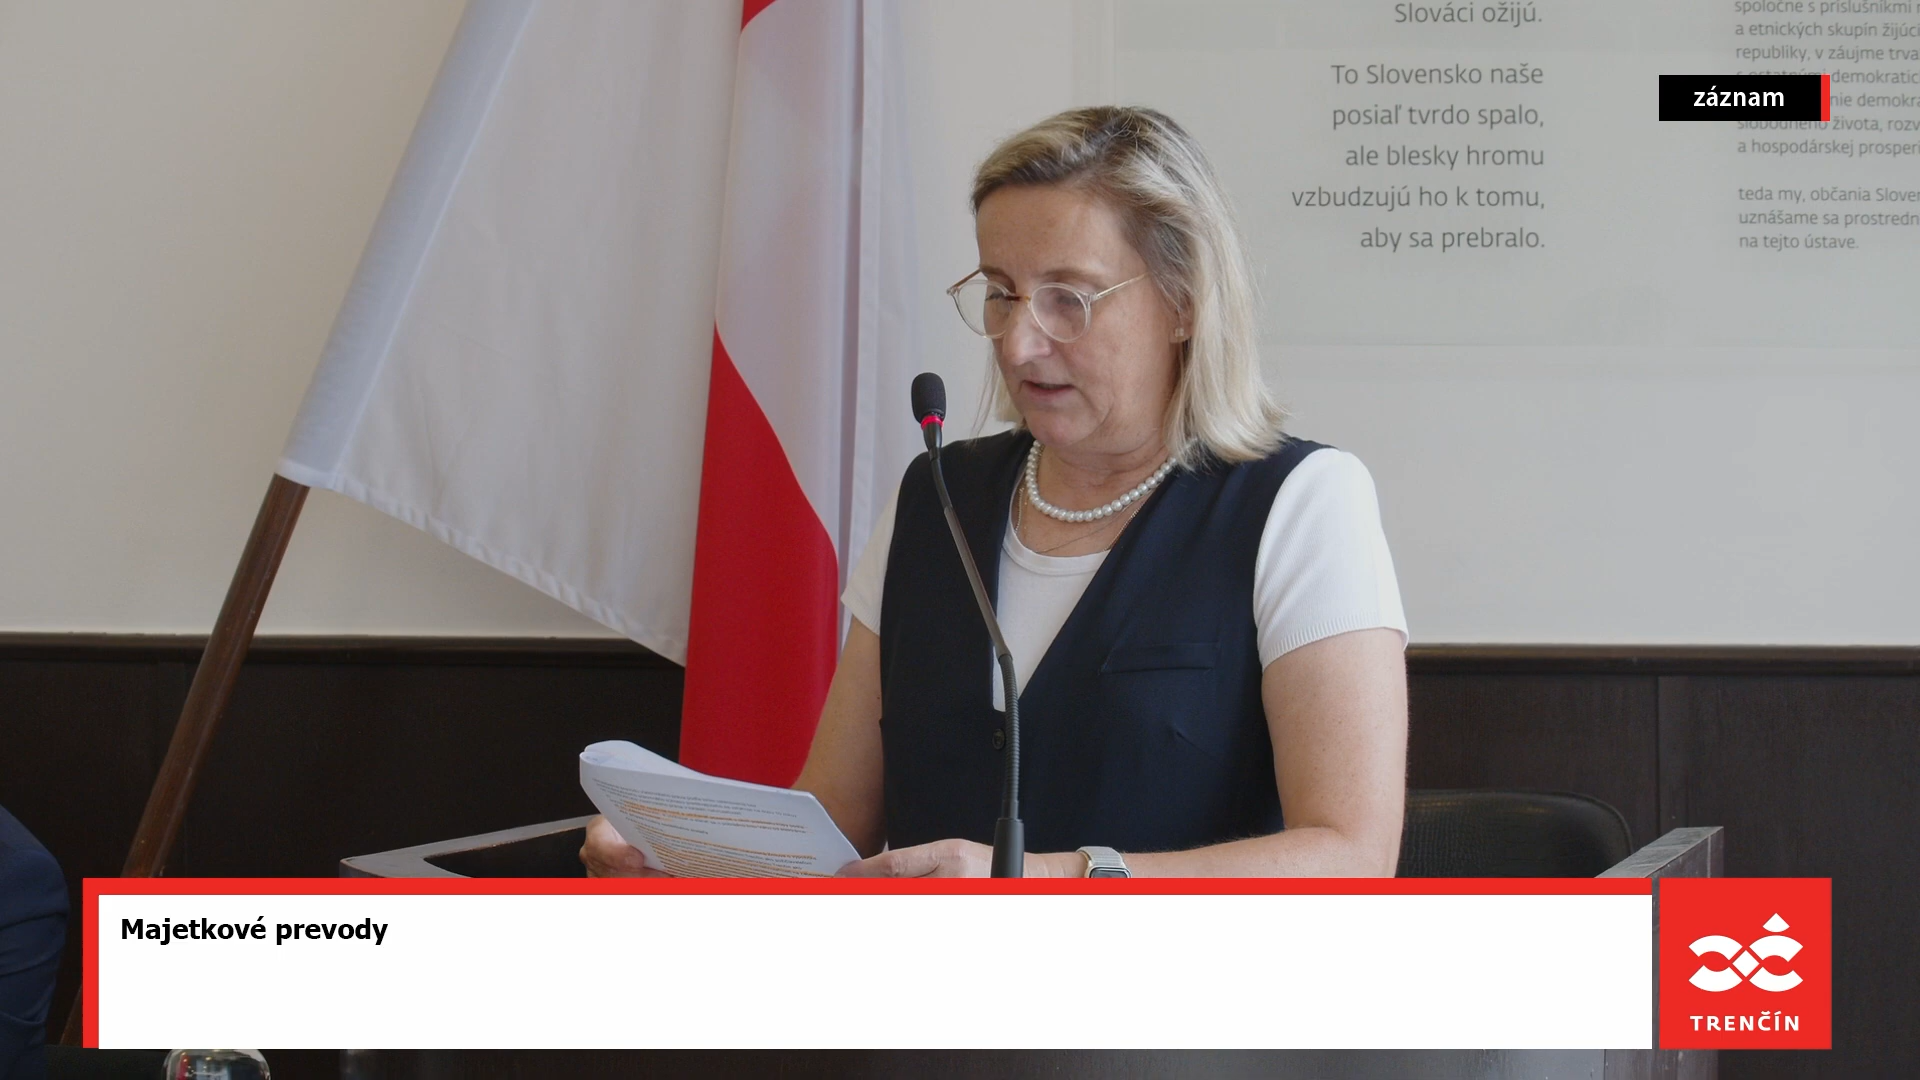 Slováci ožijú.
To Slovensko naše
posiaľ tvrdo spalo,
ale blesky hromu
vzbudzujú ho k tomu,
aby sa prebralo.
spoločne s príslušníkmi
a etnických skupín žijúci
republiky, v záujme trva
demokratic
nie demokra
slobodného života, rozv
a hospodárskej prosperi
teda my, občania Sloven
uznášame sa prostredn
na tejto ústave.
záznam
Majetkové prevody
TRENČÍN